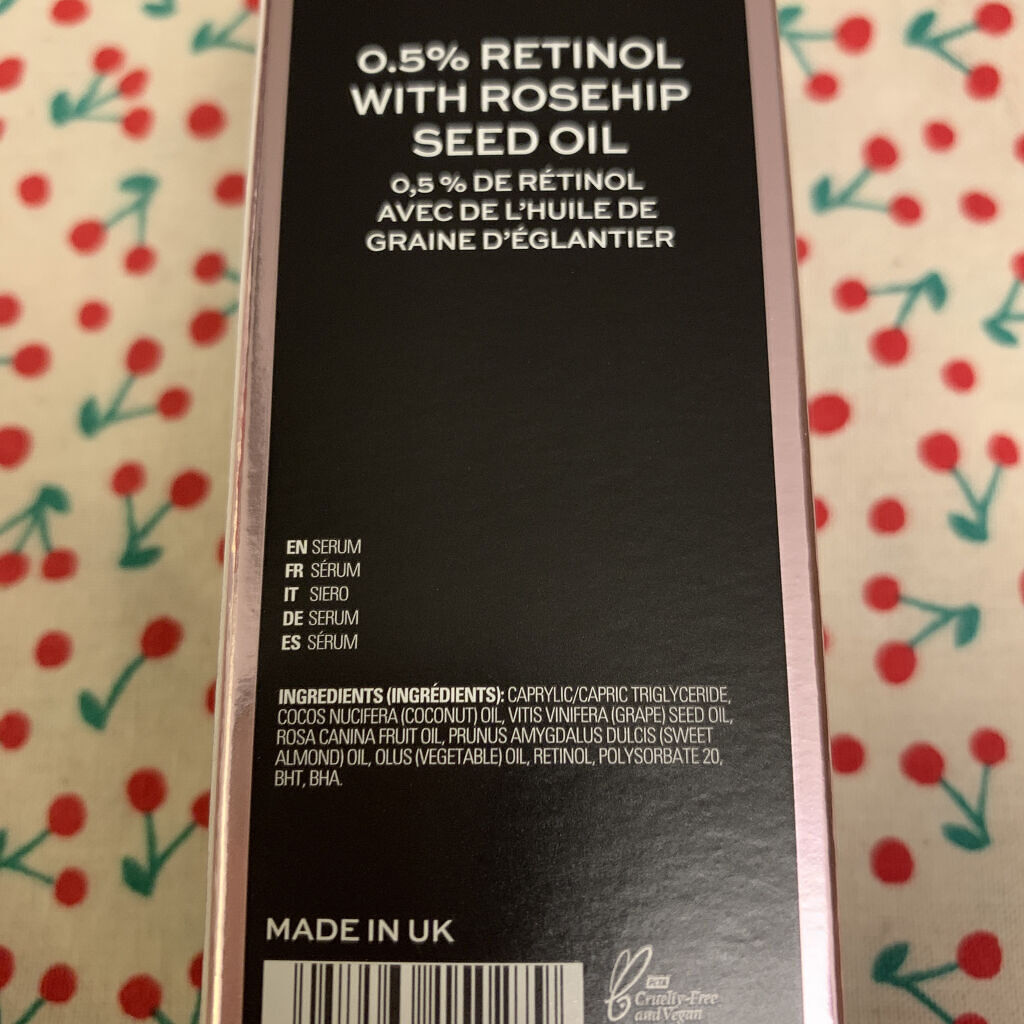 0.5% RETINOL
WITH ROSEHIP
SEED OIL
0,5 % DE RÉTINOL
AVEC DE L'HUILE DE
GRAINE D'ÉGLANTIER
EN SERUM
FR SÉRUM
IT SIERO
DE SERUM
ES SÉRUM
INGREDIENTS (INGRÉDIENTS): CAPRYLIC/CAPRIC TRIGLYCERIDE,
COCOS NUCIFERA (COCONUT) OIL, VITIS VINIFERA (GRAPE) SEED OIL,
ROSA CANINA FRUIT OIL, PRUNUS AMYGDALUS DULCIS (SWEET
ALMOND) OIL, OLUS (VEGETABLE) OIL, RETINOL, POLYSORBATE 20,
BHT, BHA.
MADE IN UK
PETA
Cruelty-Free
and Vegan